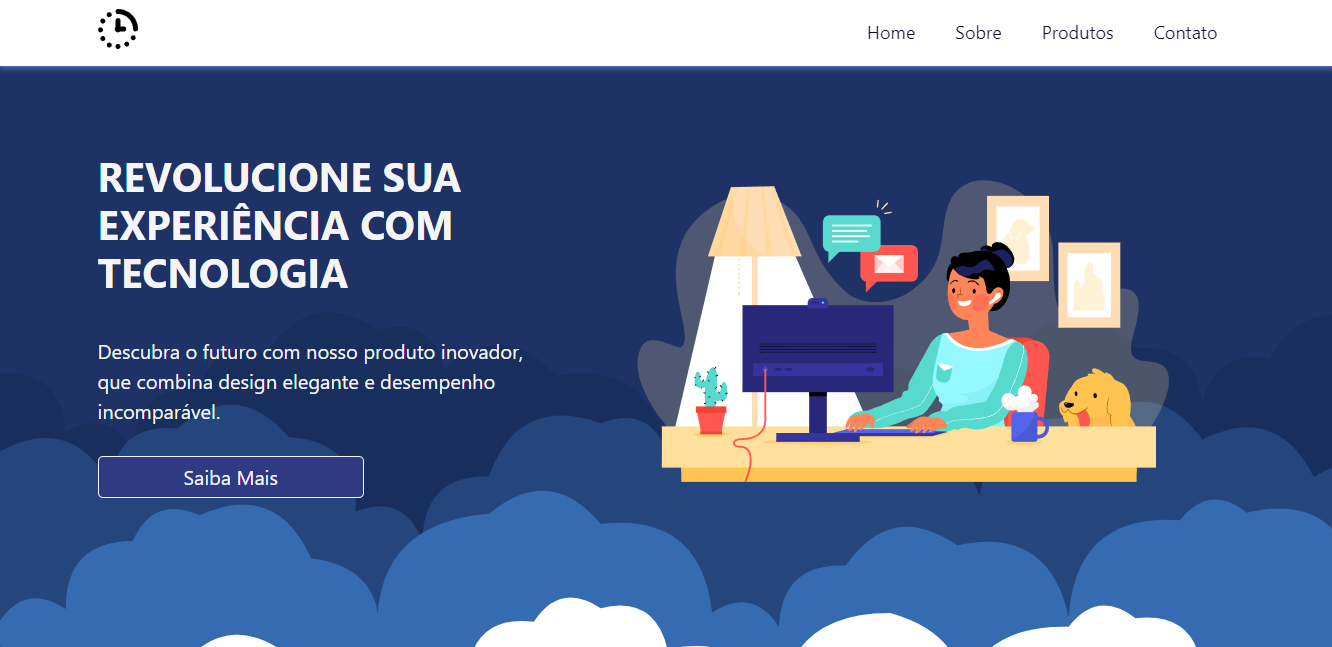 Home Sobre Produtos Contato
REVOLUCIONE SUA
EXPERIÊNCIA COM
TECNOLOGIA
Descubra o futuro com nosso produto inovador,
que combina design elegante e desempenho
incomparável.
Saiba Mais